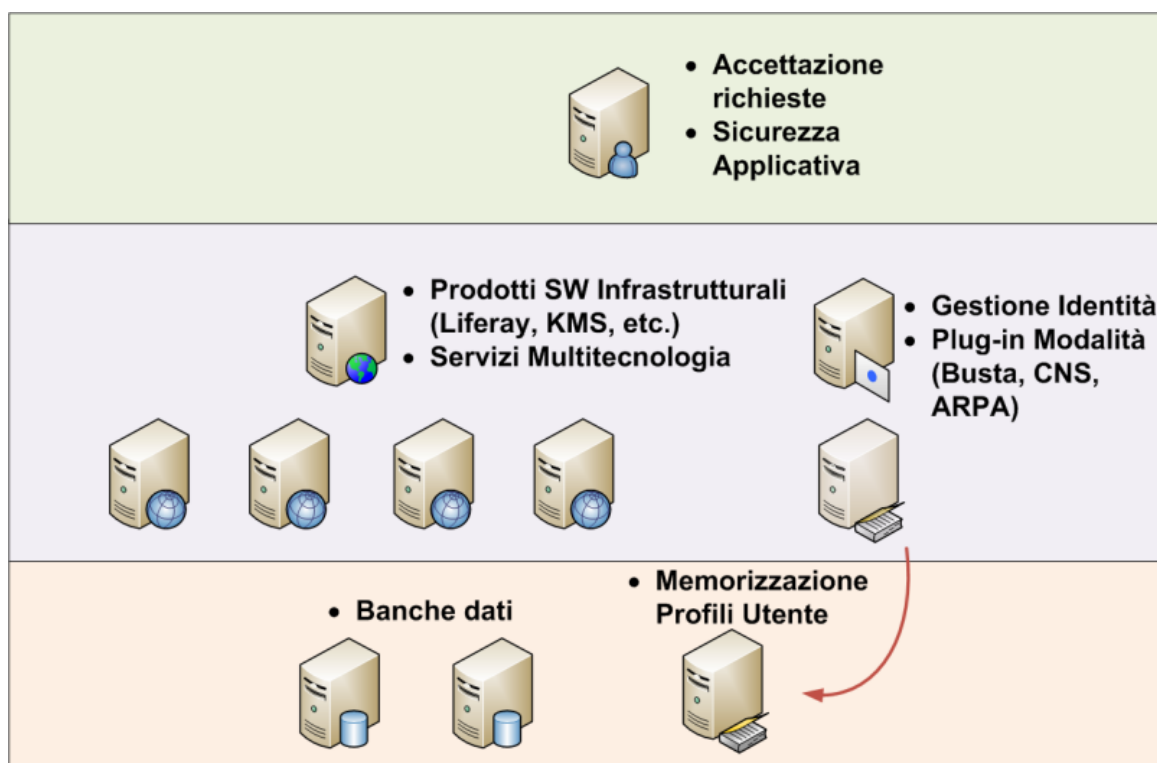 • Accettazione
richieste
• Sicurezza
Applicativa
• Prodotti SW Infrastrutturali
(Liferay, KMS, etc.)
• Servizi Multitecnologia
• Gestione Identità
• Plug-in Modalità
(Busta, CNS,
ARPA)
• Banche dati
• Memorizzazione
Profili Utente